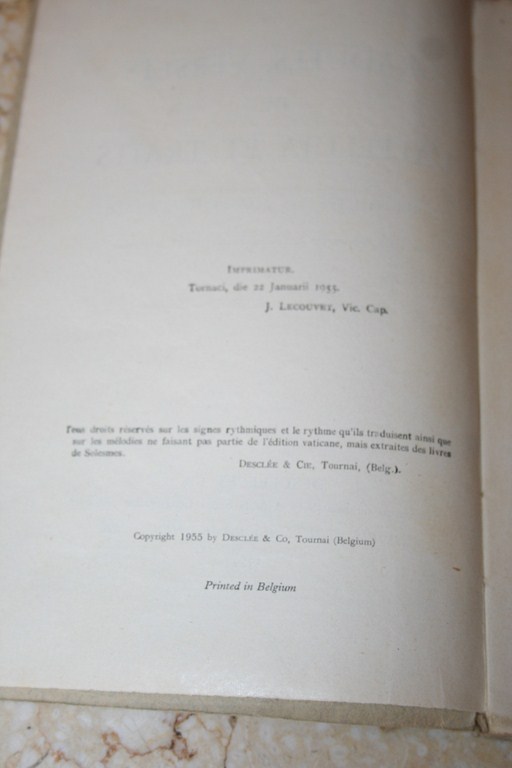 IMPRIMATUR.
Tornaci, die 22 Januarii 1955.
J. LECOUVRE, Vic. Cap.
Tous droits réservés sur les signes rythmiques et le rythme qu'ils traduisent ainsi que
sur les mélodies ne faisant pas partie de l'édition vaticane, mais extraites des livres
de Solesmes.
DESCLÉE & CIE, Tournai, (Belg.).
Copyright 1955 by DESCLÉE & Co, Tournai (Belgium)
Printed in Belgium